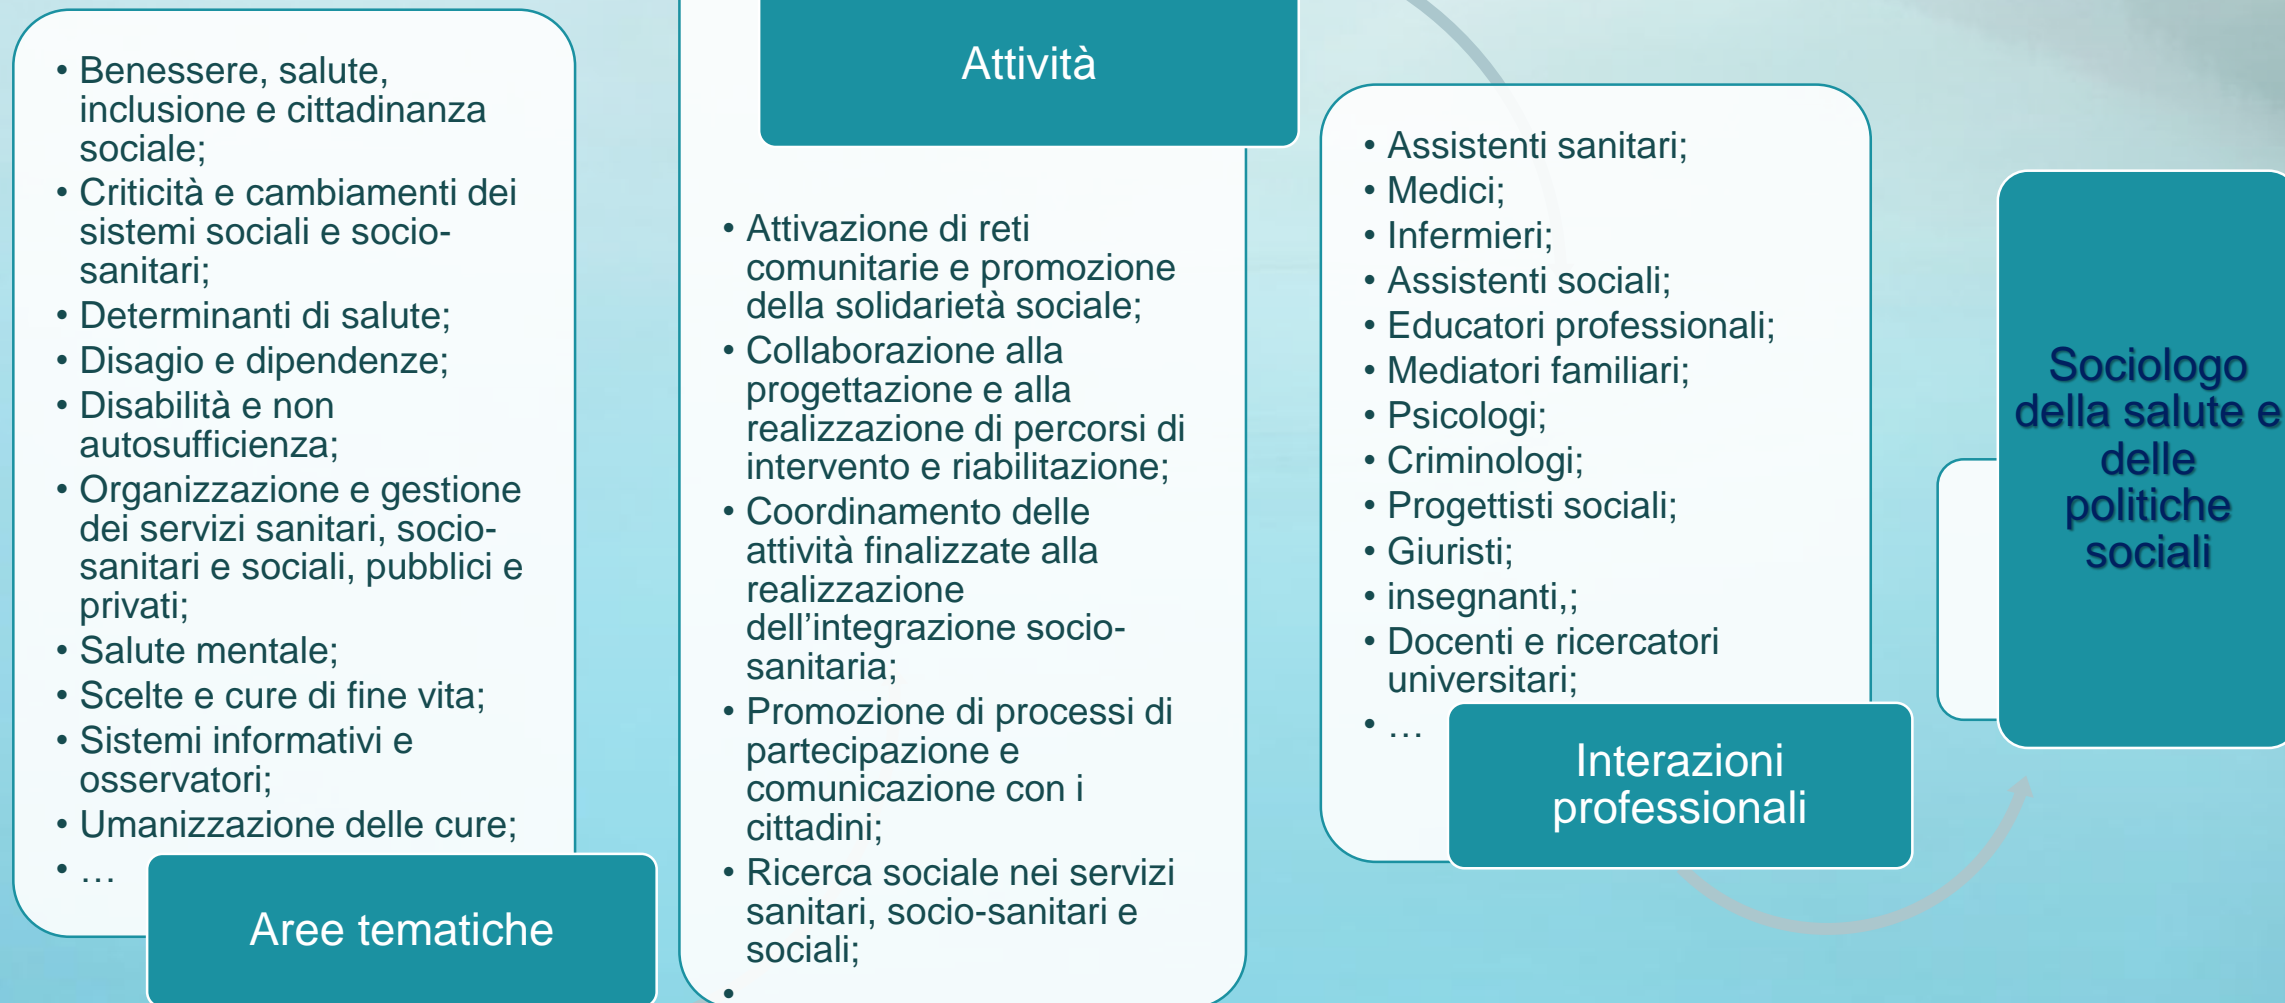 • Benessere, salute,
inclusione e cittadinanza
sociale;
• Criticità e cambiamenti dei
sistemi sociali e socio-
sanitari;
• Determinanti di salute;
• Disagio e dipendenze;
• Disabilità e non
autosufficienza;
• Organizzazione e gestione
dei servizi sanitari, socio-
sanitari e sociali, pubblici e
privati;
• Salute mentale;
• Scelte e cure di fine vita;
• Sistemi informativi e
osservatori;
• Umanizzazione delle cure;
• …
Aree tematiche
Attività
• Attivazione di reti
comunitarie e promozione
della solidarietà sociale;
• Collaborazione alla
progettazione e alla
realizzazione di percorsi di
intervento e riabilitazione;
• Coordinamento delle
attività finalizzate alla
realizzazione
dell’integrazione socio-
sanitaria;
• Promozione di processi di
partecipazione e
comunicazione con i
cittadini;
• Ricerca sociale nei servizi
sanitari, socio-sanitari e
sociali;
•
• Assistenti sanitari;
• Medici;
• Infermieri;
• Assistenti sociali;
• Educatori professionali;
• Mediatori familiari;
• Psicologi;
• Criminologi;
• Progettisti sociali;
• Giuristi;
• insegnanti,;
• Docenti e ricercatori
universitari;
• …
Interazioni
professionali
Sociologo
della salute e
delle
politiche
sociali